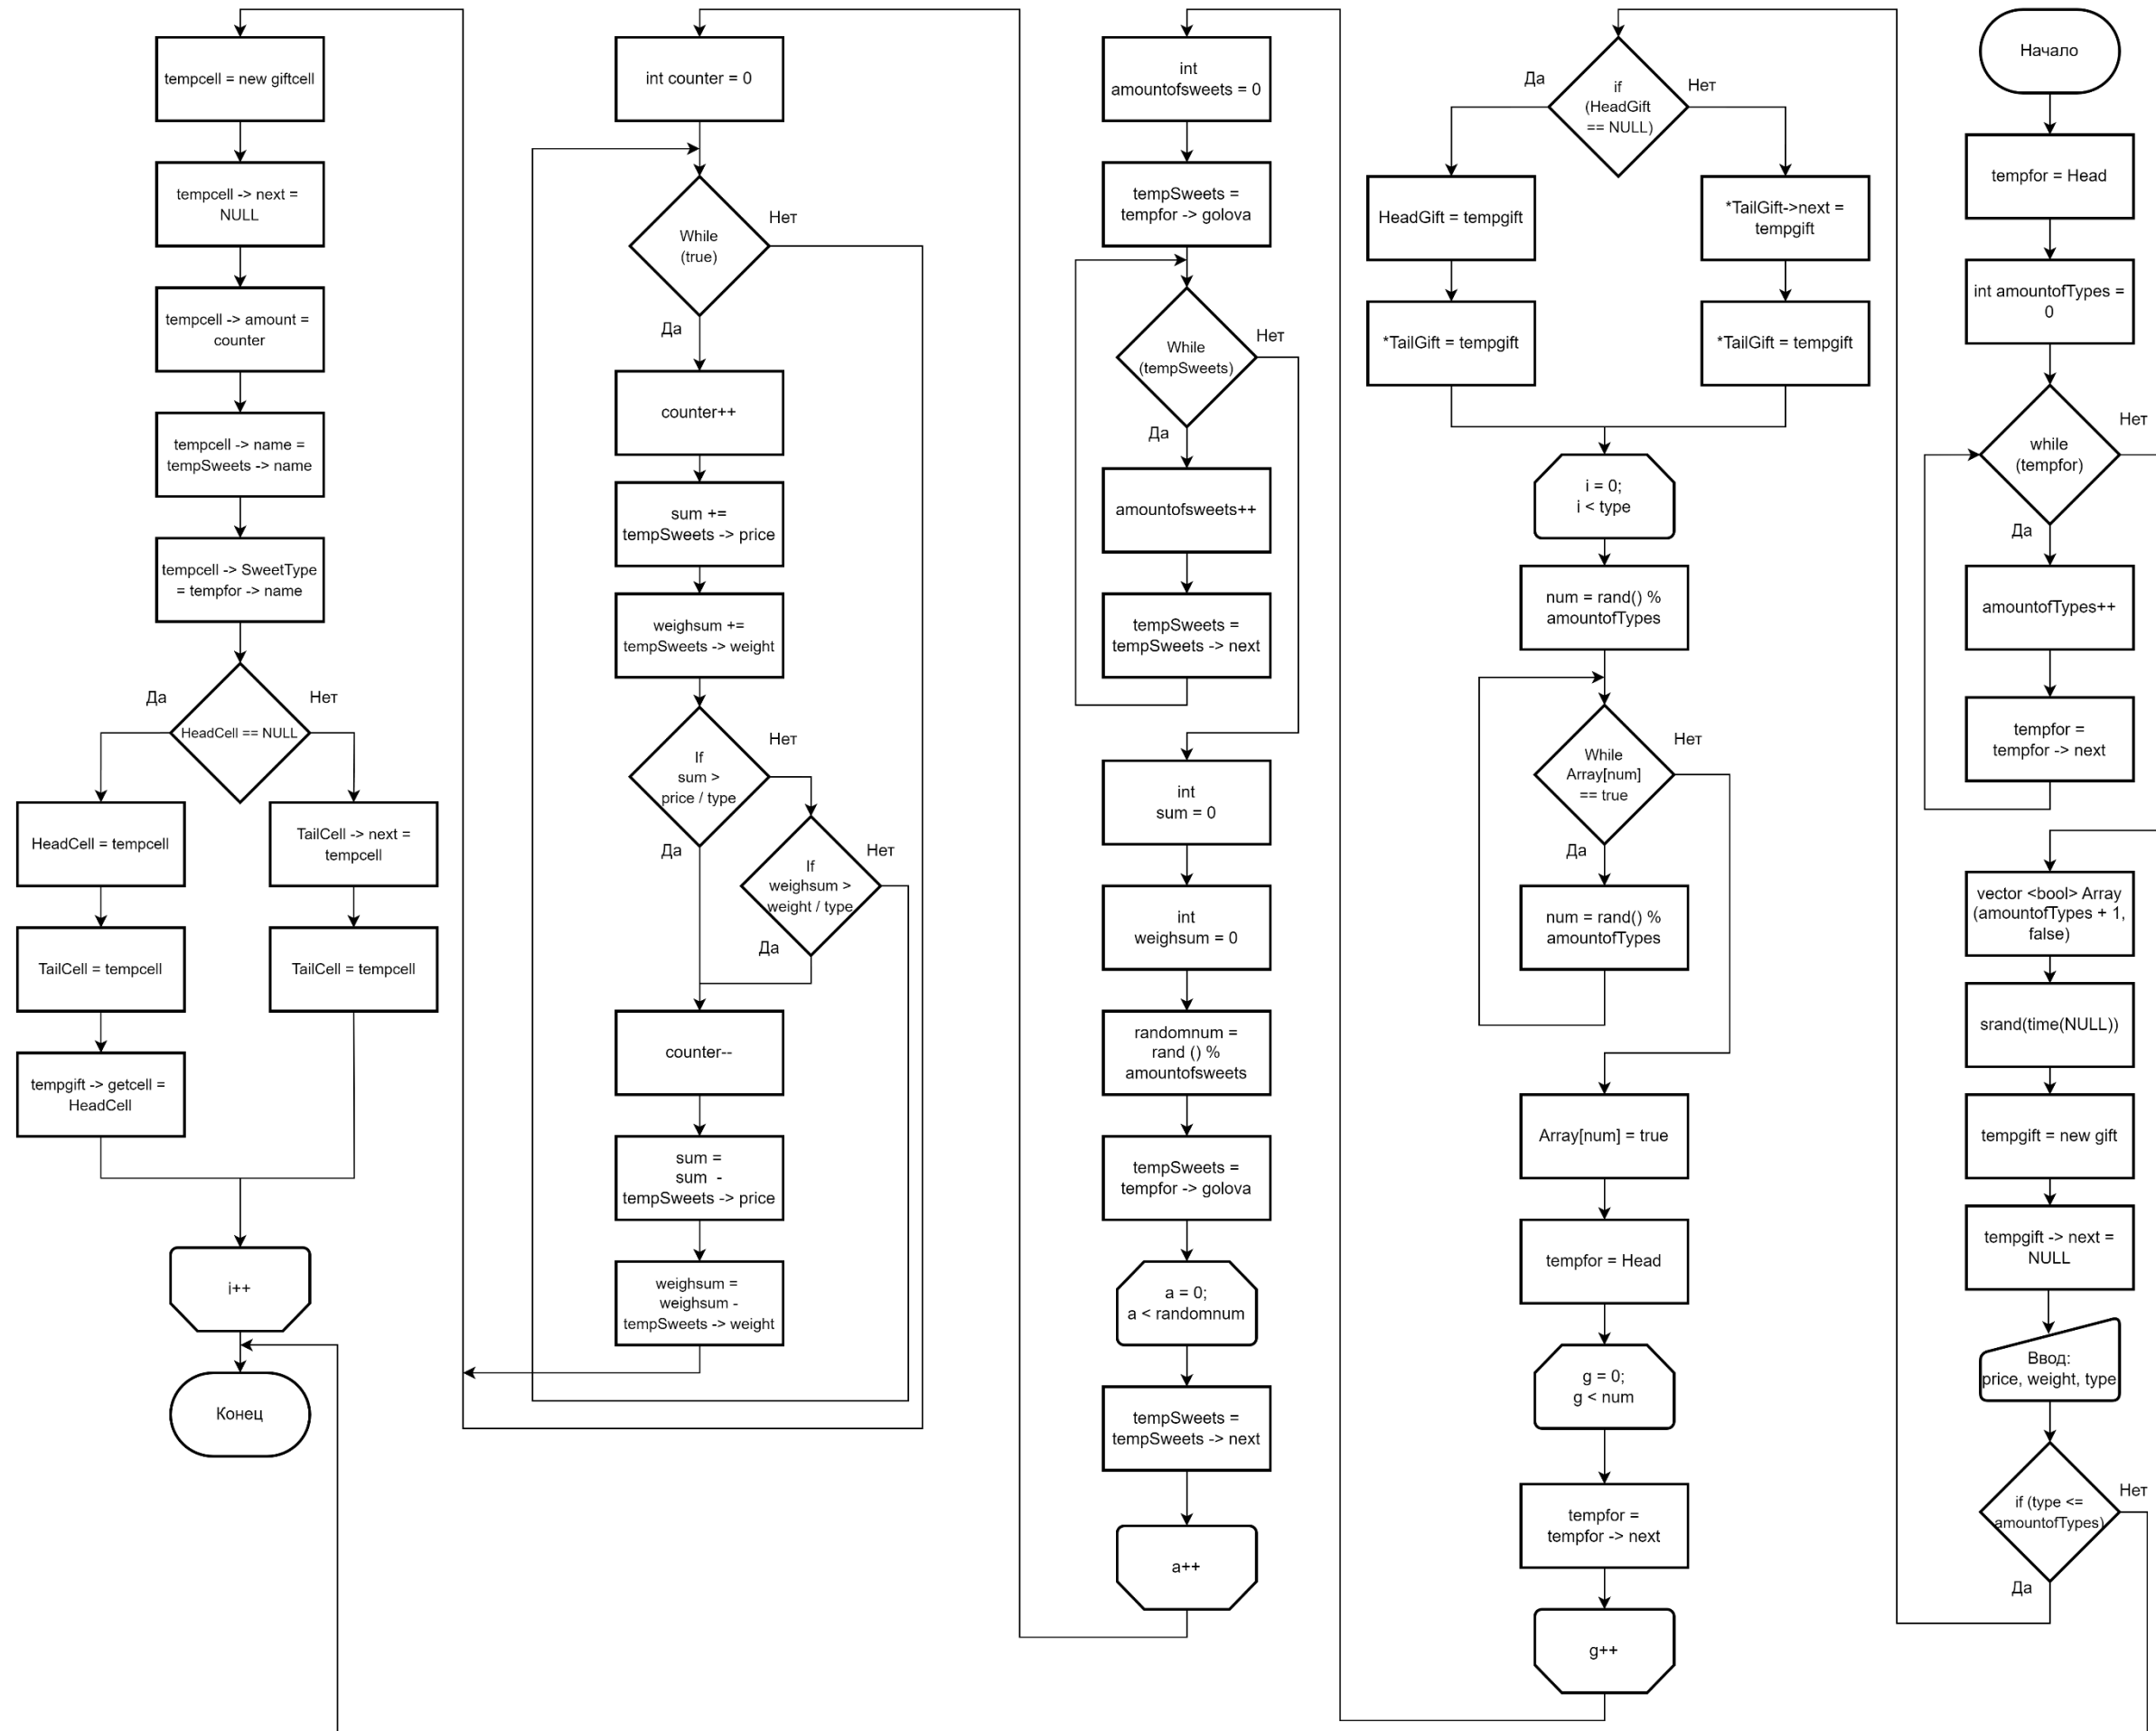 Начало
tempfor = Head
int amountofTypes =
0
while
(tempfor)
Нет
Да
amountofTypes++
tempfor =
tempfor -> next
vector <bool> Array
(amountofTypes + 1,
false)
srand(time(NULL))
tempgift = new gift
tempgift -> next =
NULL
Ввод:
price, weight, type
if (type <=
amountofTypes)
Нет
Да
if
(HeadGift
== NULL)
Да
Нет
HeadGift = tempgift
*TailGift = tempgift
*TailGift->next =
tempgift
*TailGift = tempgift
i = 0;
i < type
num = rand() %
amountofTypes
While
Array[num]
== true
Нет
Да
num = rand() %
amountofTypes
Array[num] = true
tempfor = Head
g = 0;
g < num
tempfor =
tempfor -> next
g++
int
amountofsweets = 0
tempSweets =
tempfor -> golova
While
(tempSweets)
Нет
Да
amountofsweets++
tempSweets =
tempSweets -> next
int
sum = 0
int
weighsum = 0
randomnum =
rand () %
amountofsweets
tempSweets =
tempfor -> golova
a = 0;
a < randomnum
tempSweets =
tempSweets -> next
a++
int counter = 0
While
(true)
Нет
Да
counter++
sum +=
tempSweets -> price
weighsum +=
tempSweets -> weight
If
sum >
price / type
Нет
Да
If
weighsum >
weight / type
Нет
Да
counter--
sum =
sum -
tempSweets -> price
weighsum =
weighsum -
tempSweets -> weight
tempcell = new giftcell
tempcell -> next =
NULL
tempcell -> amount =
counter
tempcell -> name =
tempSweets -> name
tempcell -> SweetType
= tempfor -> name
HeadCell == NULL
Да
Нет
HeadCell = tempcell
TailCell = tempcell
tempgift -> getcell =
HeadCell
TailCell -> next =
tempcell
TailCell = tempcell
i++
Конец